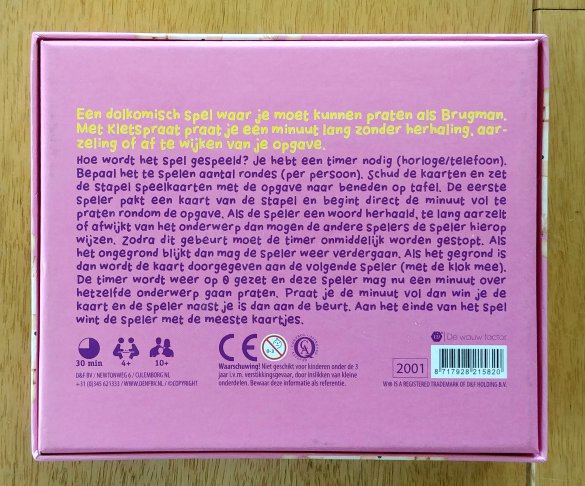 Een dolkomisch spel waar je moet kunnen praten als Brugman.
Met Kletspraat praat je een minuut lang zonder herhaling, aar-
zeling of af te wijken van je opgave.
Hoe wordt het spel gespeeld? Je hebt een timer nodig (horloge/telefoon).
Bepaal het te spelen aantal rondes (per persoon). Schud de kaarten en zet
de stapel speelkaarten met de opgave naar beneden op tafel. De eerste
speler pakt een kaart van de stapel en begint direct de minuut vol te
praten rondom de opgave. Als de speler een woord herhaald, te lang aarzelt
of afwijkt van het onderwerp dan mogen de andere spelers de speler hierop
wijzen. Zodra dit gebeurt moet de timer onmiddelijk worden gestopt. Als
het ongegrond blijkt dan mag de speler weer verdergaan. Als het gegrond is
dan wordt de kaart doorgegeven aan de volgende speler (met de klok mee).
De timer wordt weer op 0 gezet en deze speler mag nu een minuut over
hetzelfde onderwerp gaan praten. Praat je de minuut vol dan win je de
kaart en de speler naast je is dan aan de beurt. Aan het einde van het spel
wint de speler met de meeste kaartjes.
30 min 4+ 10+
D&F BV / NEWTONWEG 6 / CULEMBORG NL
+31 (0)345 621333 / WWW.DENFBV.NL / ©COPYRIGHT
CE 0-3
Waarschuwing! Niet geschikt voor kinderen onder de 3
jaar i.v.m. verstikkingsgevaar, door inslikken van kleine
onderdelen. Bewaar deze informatie als referentie.
2001
De wauw factor
8 717928 215820
W!® IS A REGISTERED TRADEMARK OF D&F HOLDING B.V.